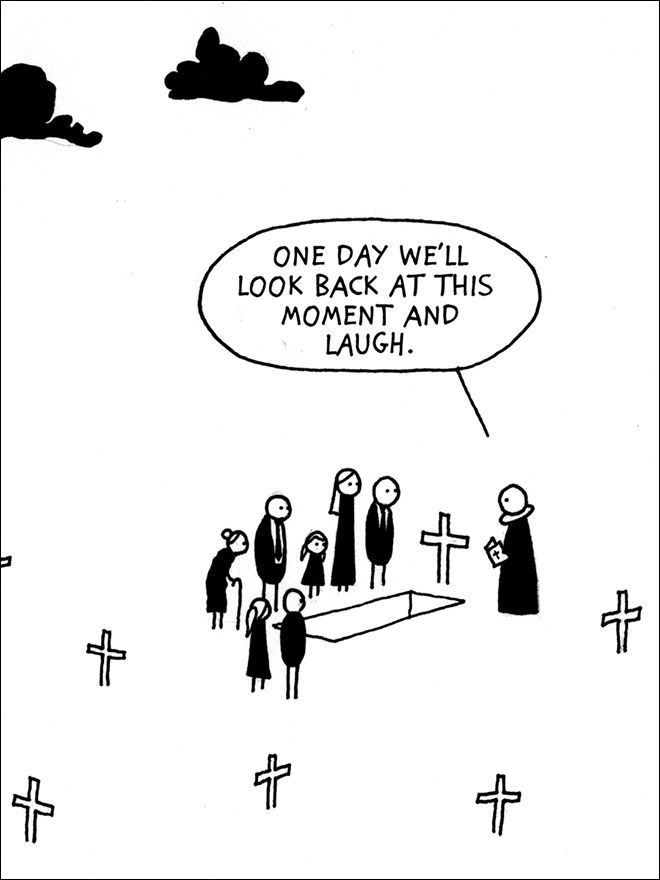 ONE DAY WE'LL
LOOK BACK AT THIS
MOMENT AND
LAUGH.